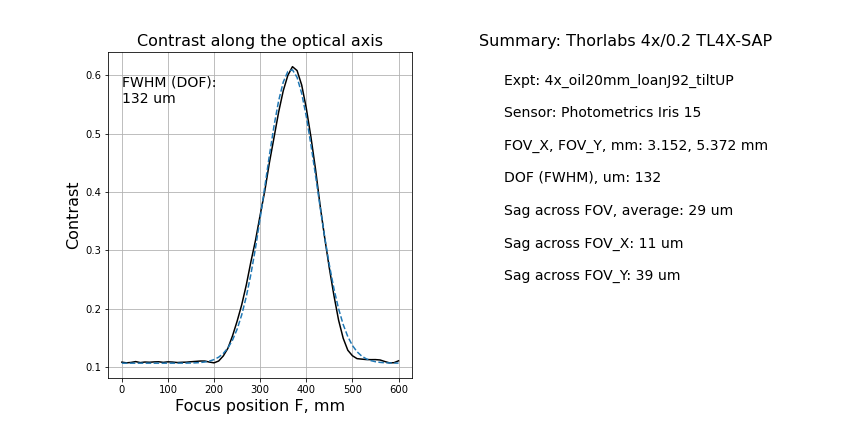 Contrast along the optical axis
FWHM (DOF):
132 um
0.6
0.5
0.4
0.3
0.2
0.1
Contrast
0 100 200 300 400 500 600
Focus position F, mm
Summary: Thorlabs 4x/0.2 TL4X-SAP
Expt: 4x_oil20mm_loanJ92_tiltUP
Sensor: Photometrics Iris 15
FOV_X, FOV_Y, mm: 3.152, 5.372 mm
DOF (FWHM), um: 132
Sag across FOV, average: 29 um
Sag across FOV_X: 11 um
Sag across FOV_Y: 39 um